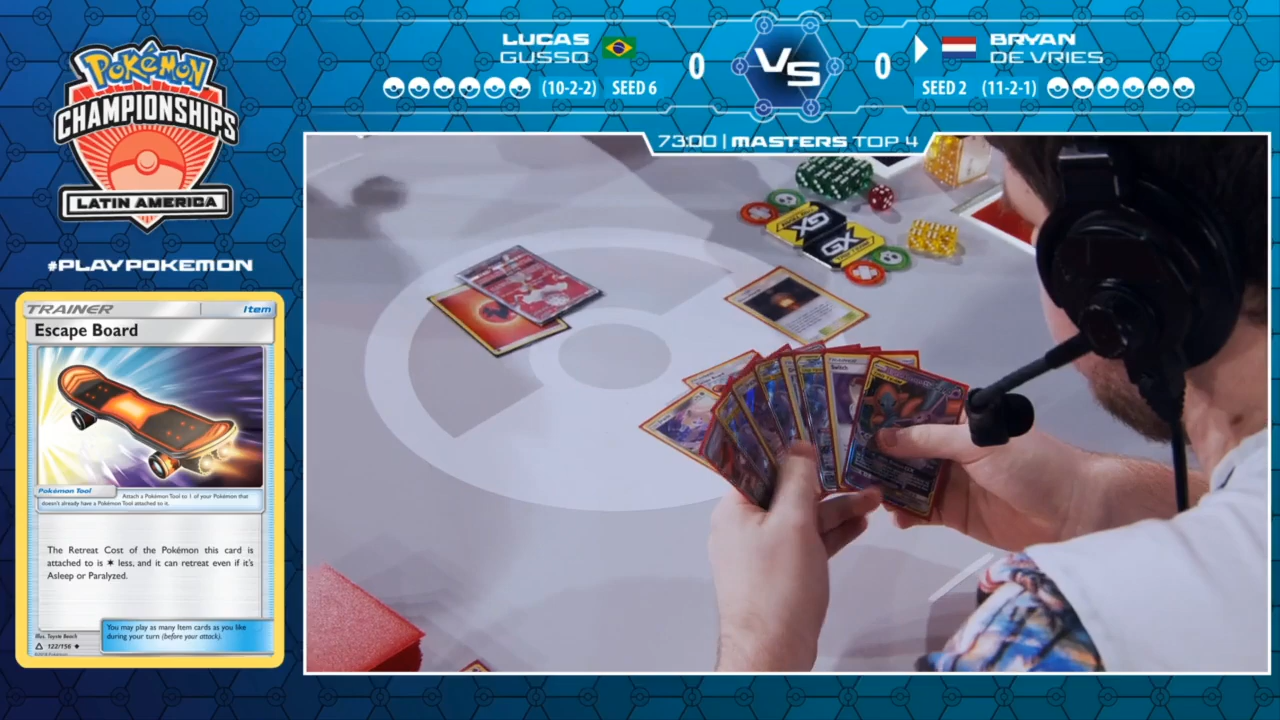 POKéMON
CHAMPIONSHIPS
LATIN AMERICA
#PLAYPOKEMON
LUCAS
GUSSO
(10-2-2) SEED 6
0
VS
0
BRYAN
DE VRIES
SEED 2 (11-2-1)
73:00 | MASTERS TOP 4
TRAINER Item
Escape Board
Pokémon Tool
Attach a Pokémon Tool to 1 of your Pokémon that
doesn't already have a Pokémon Tool attached to it.
The Retreat Cost of the Pokémon this card is
attached to is ✱ less, and it can retreat even if it's
Asleep or Paralyzed.
You may play as many Item cards as you like
during your turn (before your attack).
122/156
GX
GX
Switch